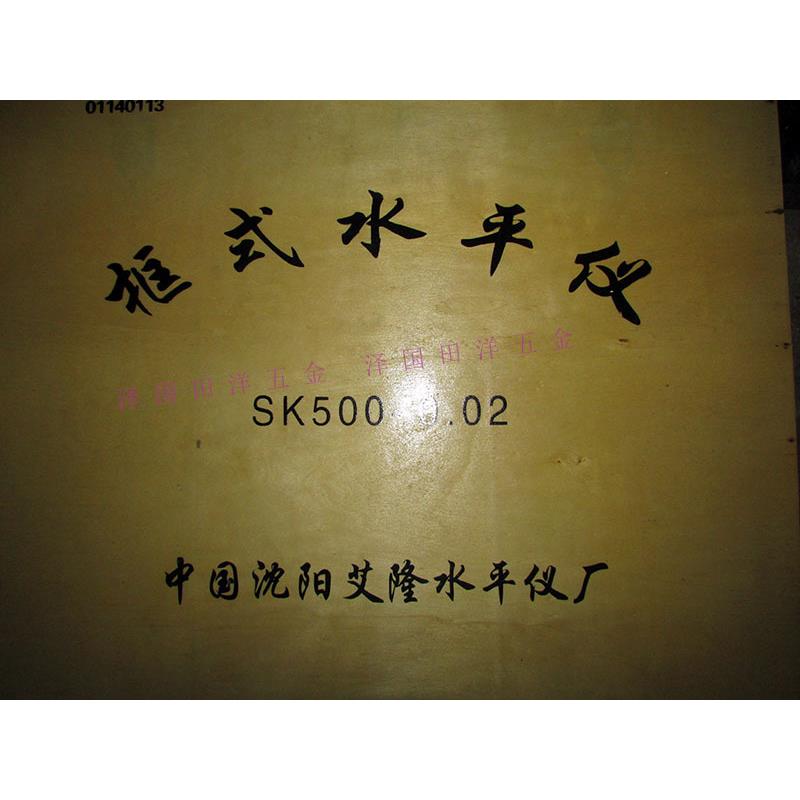 01140113
框式水平仪
泽国田洋五金 泽国田洋五金
SK500 0.02
中国沈阳艾隆水平仪厂